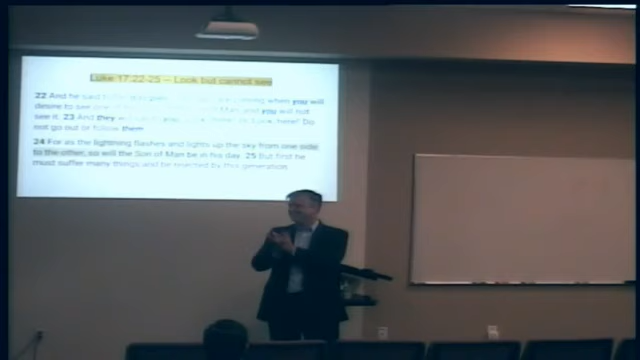 Luke 17:22-25 – Look but cannot see
22 And he said when you will
desire to see Man, and you will not
see it. 23 And they will here! Do
not go out or follow them.
24 For as the lightning flashes and lights up the sky from one side
to the other, so will the Son of Man be in his day. 25 But first he
must suffer many things and be rejected by this generation.